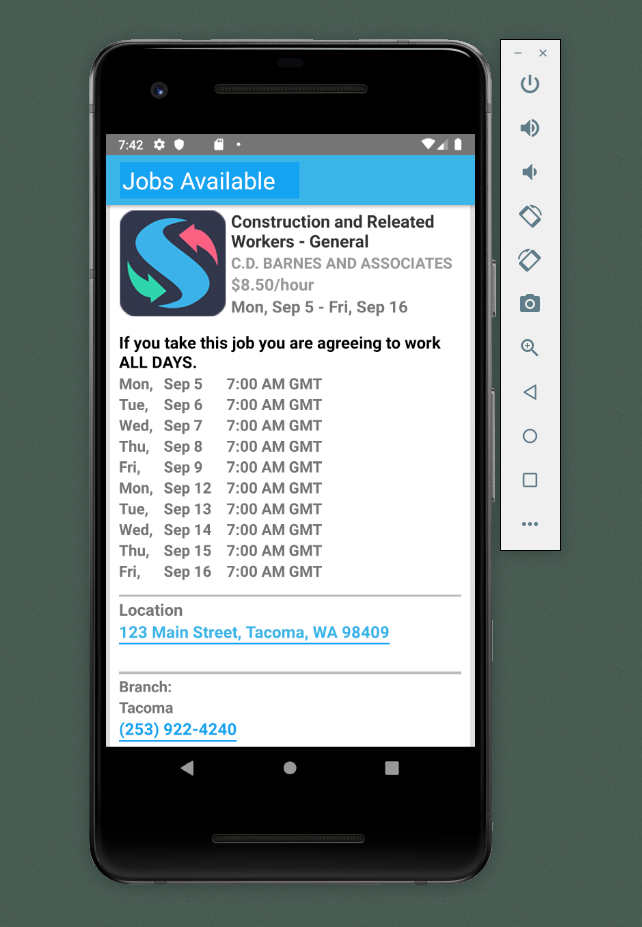 7:42
Jobs Available
Construction and Releated
Workers - General
C.D. BARNES AND ASSOCIATES
$8.50/hour
Mon, Sep 5 - Fri, Sep 16
If you take this job you are agreeing to work
ALL DAYS.
Mon, Sep 5 7:00 AM GMT
Tue, Sep 6 7:00 AM GMT
Wed, Sep 7 7:00 AM GMT
Thu, Sep 8 7:00 AM GMT
Fri, Sep 9 7:00 AM GMT
Mon, Sep 12 7:00 AM GMT
Tue, Sep 13 7:00 AM GMT
Wed, Sep 14 7:00 AM GMT
Thu, Sep 15 7:00 AM GMT
Fri, Sep 16 7:00 AM GMT
Location
123 Main Street, Tacoma, WA 98409
Branch:
Tacoma
(253) 922-4240